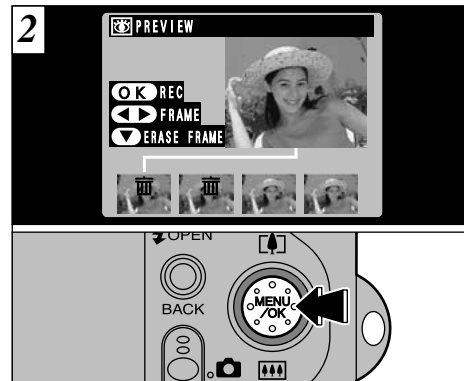 2
PREVIEW
OK REC
FRAME
ERASE FRAME
OPEN
BACK
MENU
/OK